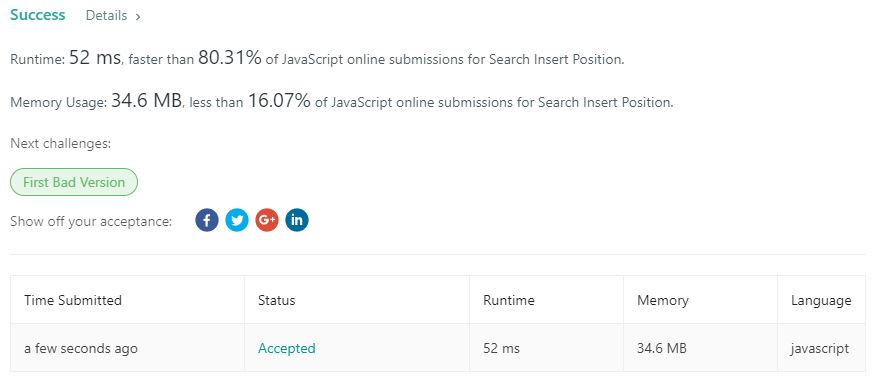 Success Details >
Runtime: 52 ms, faster than 80.31% of JavaScript online submissions for Search Insert Position.
Memory Usage: 34.6 MB, less than 16.07% of JavaScript online submissions for Search Insert Position.
Next challenges:
First Bad Version
Show off your acceptance: f G+ in
Time Submitted Status Runtime Memory Language
a few seconds ago Accepted 52 ms 34.6 MB javascript